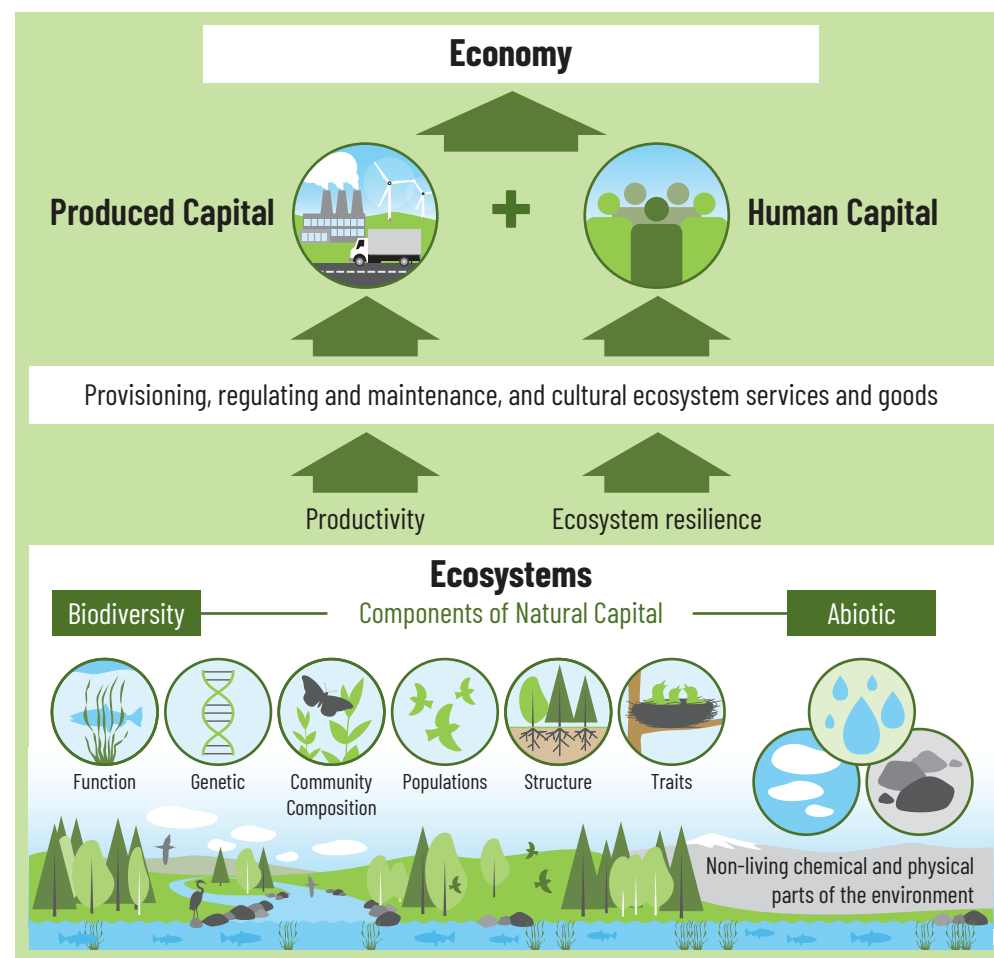 Economy
Produced Capital
Human Capital
Provisioning, regulating and maintenance, and cultural ecosystem services and goods
Productivity
Ecosystem resilience
Ecosystems
Biodiversity
Components of Natural Capital
Abiotic
Function
Genetic
Community
Composition
Populations
Structure
Traits
Non-living chemical and physical
parts of the environment